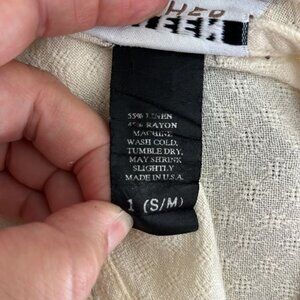 55% LINEN
45% RAYON
MACHINE
WASH COLD,
TUMBLE DRY,
MAY SHRINK
SLIGHTLY
MADE IN U.S.A.
1 (S/M)